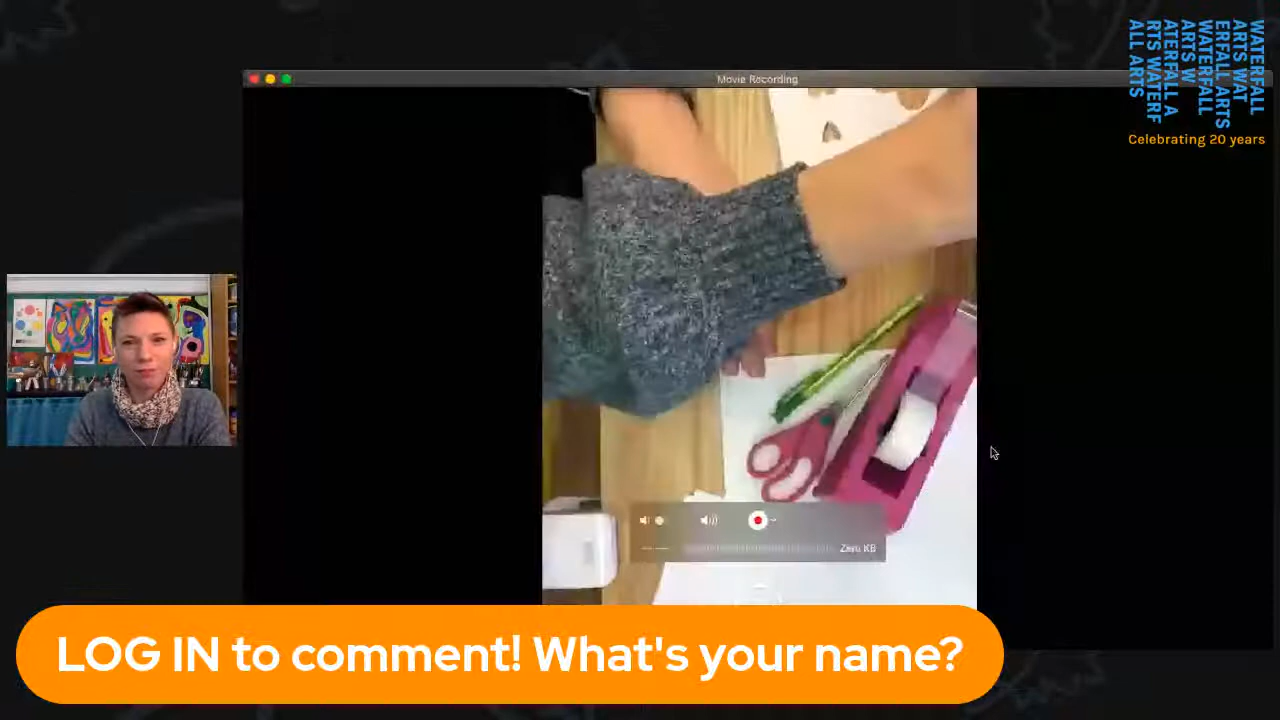 Movie Recording
WATERFALL
ARTS WAT
ERFALL ARTS
WATERFALL
ARTS W
ATERFALL A
RTS WATERF
ALL ARTS
Celebrating 20 years
Zero KB
LOG IN to comment! What's your name?